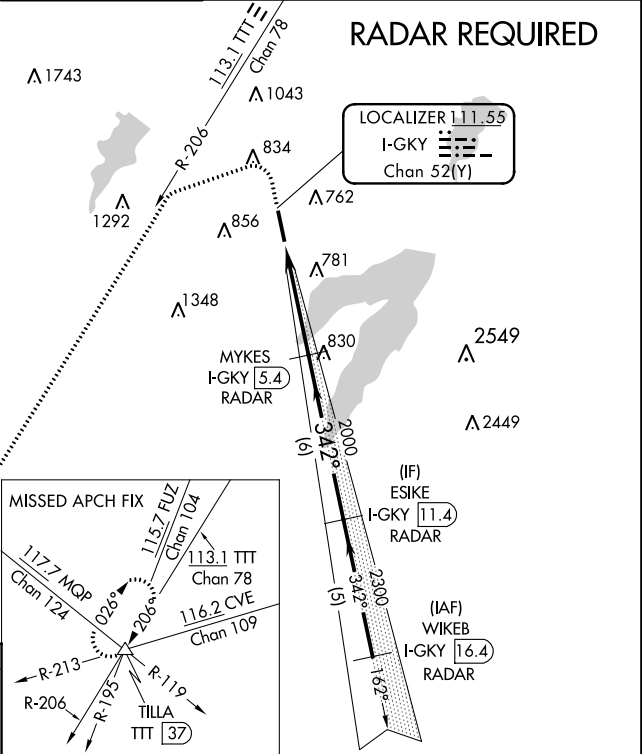 RADAR REQUIRED
113.1 TTT
Chan 78
R-206
1743
1043
LOCALIZER 111.55
I-GKY
Chan 52(Y)
834
762
1292
856
781
1348
2549
830
MYKES
I-GKY 5.4
RADAR
2449
2000
342°
(6)
(IF)
ESIKE
I-GKY 11.4
RADAR
2300
342°
(5)
(IAF)
WIKEB
I-GKY 16.4
RADAR
162°
MISSED APCH FIX
115.7 FUZ
Chan 104
113.1 TTT
Chan 78
117.7 MQP
Chan 124
116.2 CVE
Chan 109
026°
206°
R-213
R-119
R-206
R-195
TILLA
TTT 37